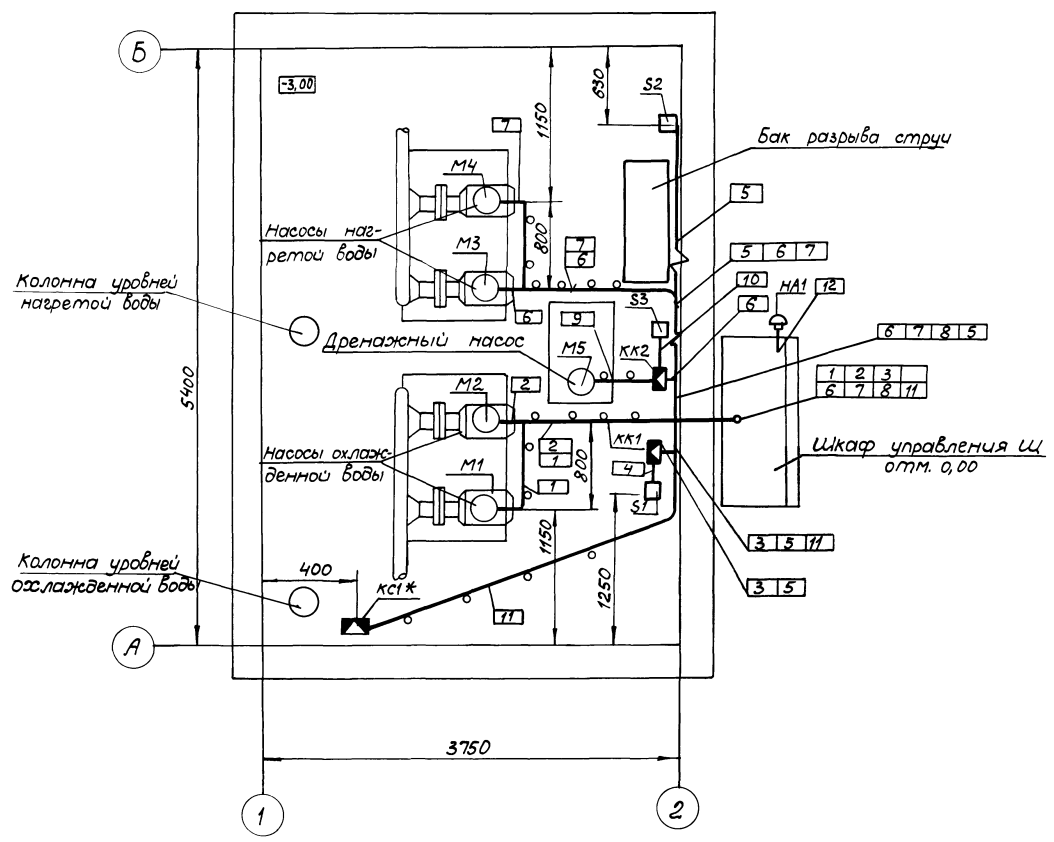 Б
-3,00
1150
630
S2
7
Бак разрыва струи
М4
5
Насосы наг-
ретой воды
800
7
6
5 6 7
М3
10
НА1
12
Колонна уровней
нагретой воды
6
9
S3
6
Дренажный насос
М5
КК2
6 7 8 5
1 2 3
6 7 8 11
5400
М2
2
КК1
2
1
800
Шкаф управления Щ
отм. 0,00
Насосы охлаж-
денной воды
4
М1
1
S1
1150
1250
3 5 11
Колонна уровней
охлажденной воды
400
КС1*
11
3 5
А
3750
1
2